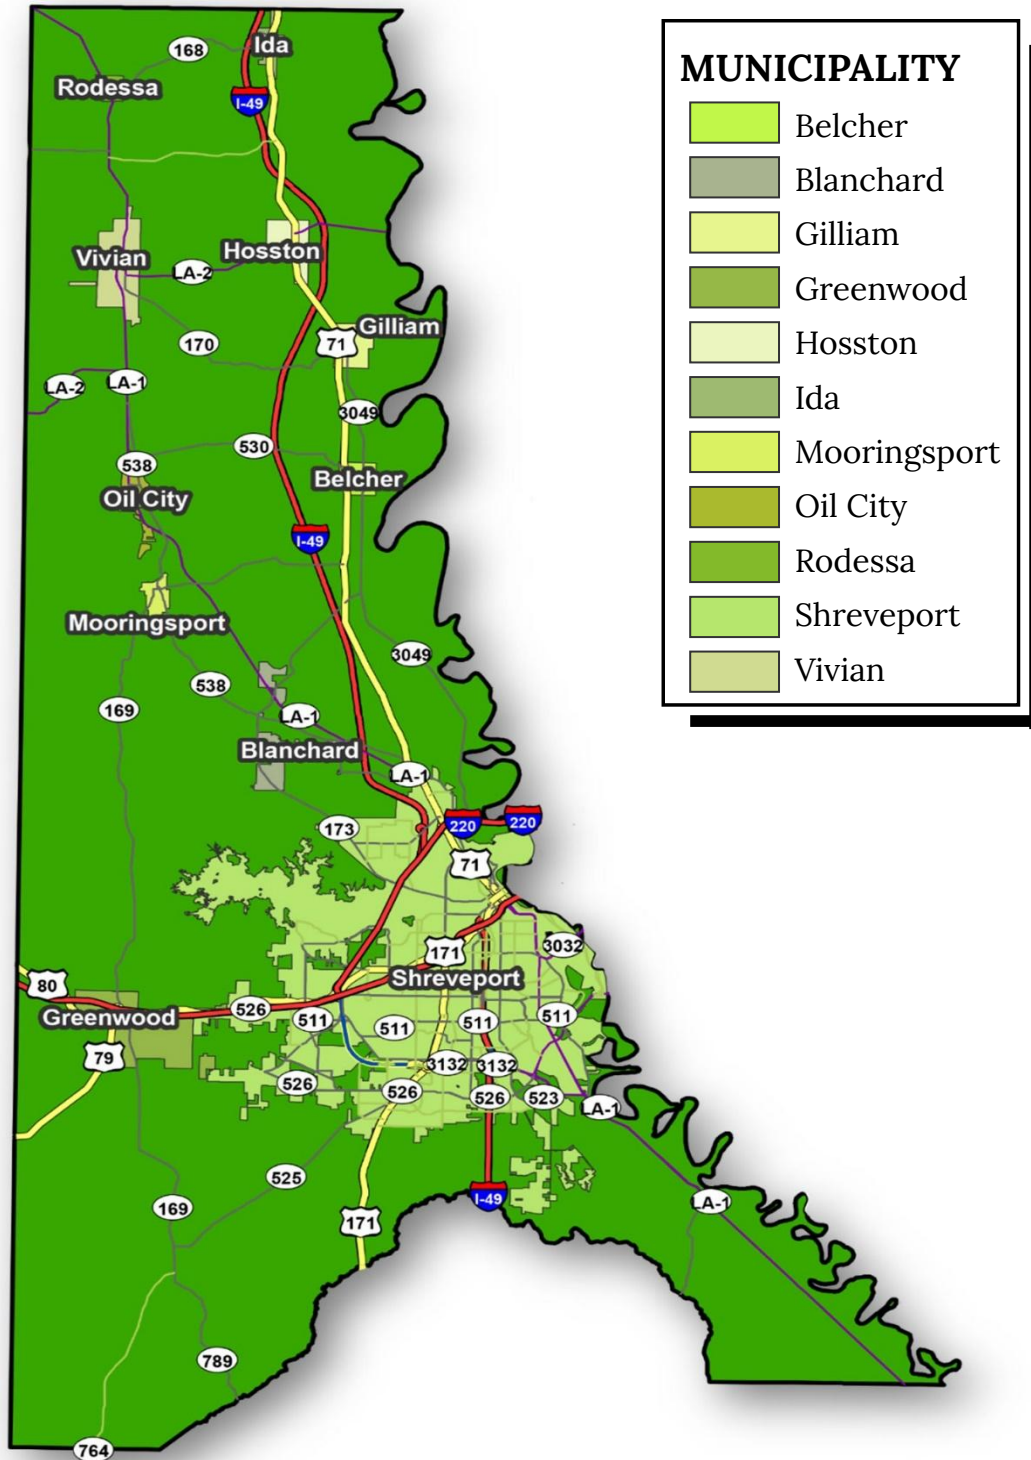 Ida
168
Rodessa
I-49
Vivian
Hosston
LA-2
Gilliam
170
71
LA-2
LA-1
3049
530
538
Belcher
Oil City
I-49
Mooringsport
3049
538
169
LA-1
Blanchard
LA-1
173
220
220
71
3032
171
Shreveport
80
526
Greenwood
511
511
511
511
79
3132
3132
526
526
526
523
LA-1
525
I-49
LA-1
169
171
789
764
MUNICIPALITY
Belcher
Blanchard
Gilliam
Greenwood
Hosston
Ida
Mooringsport
Oil City
Rodessa
Shreveport
Vivian